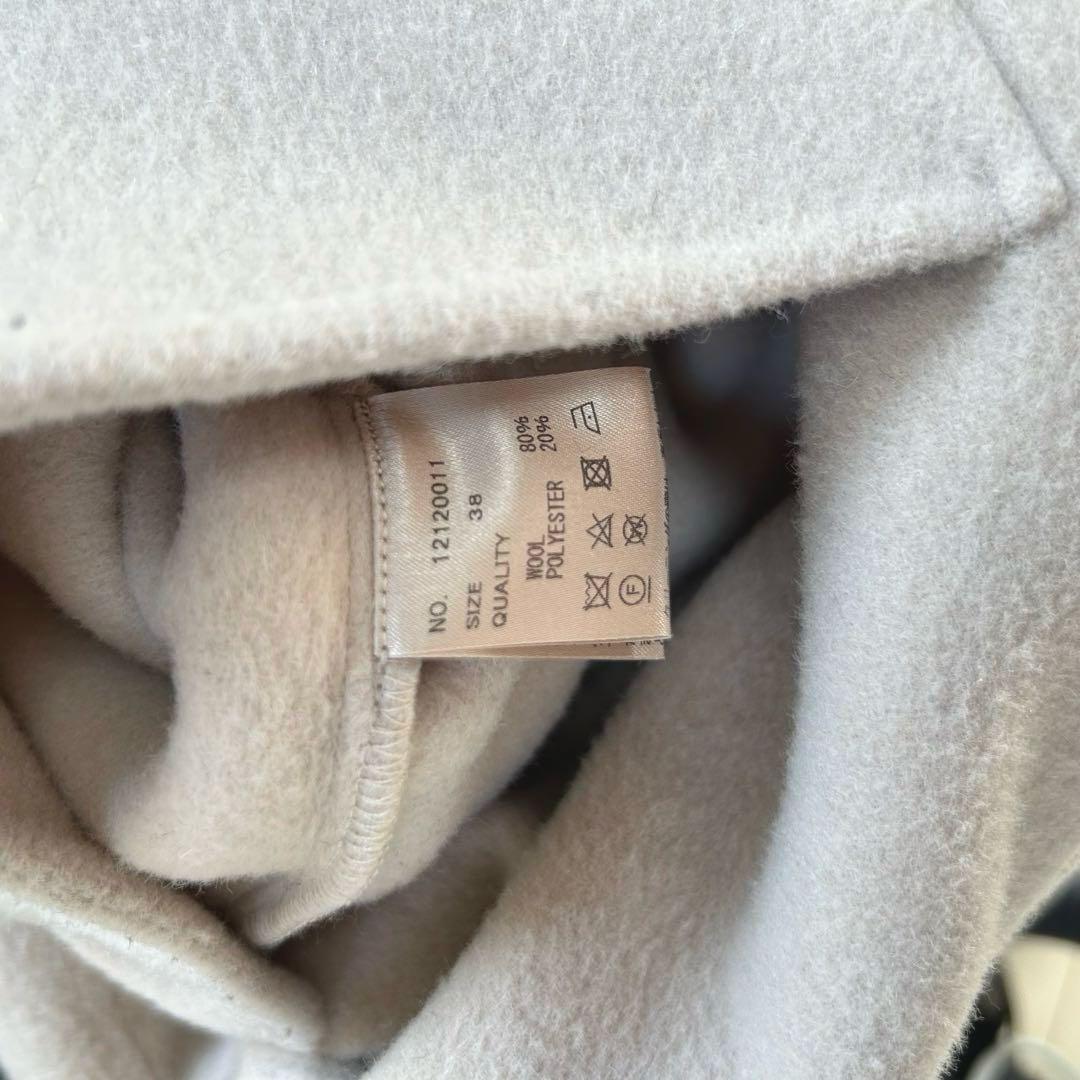 NO. 12120011
SIZE 38
QUALITY
WOOL 80%
POLYESTER 20%
F